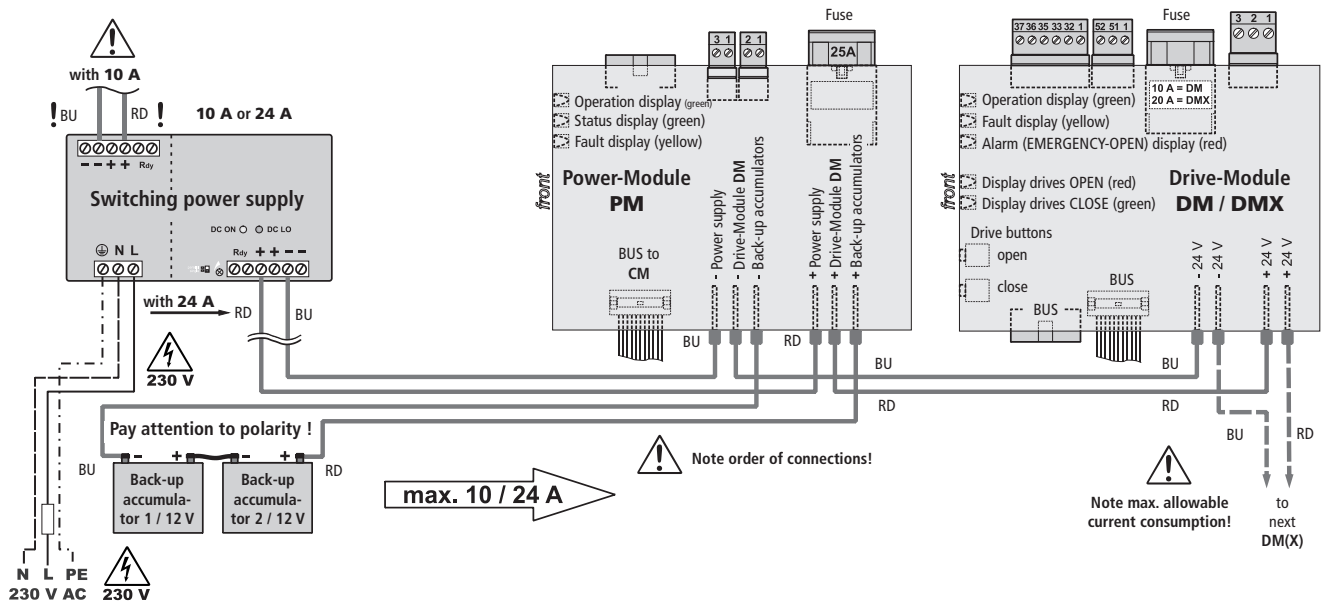 with 10 A
! BU RD ! 10 A or 24 A
– – + + Rdy
Switching power supply
DC ON DC LO
N L
Rdy + + – –
with 24 A
RD
BU
230 V
Pay attention to polarity !
BU
– + – +
RD
Back-up
accumula-
tor 1 / 12 V
Back-up
accumula-
tor 2 / 12 V
N L PE
230 V AC
230 V
max. 10 / 24 A
Note order of connections!
3 1 2 1
Fuse
25A
Operation display (green)
Status display (green)
Fault display (yellow)
front
Power-Module
PM
BUS to
CM
- Power supply
- Drive-Module DM
- Back-up accumulators
+ Power supply
+ Drive-Module DM
+ Back-up accumulators
BU
RD
BU
RD
37 36 35 33 32 1
52 51 1
Fuse
3 2 1
10 A = DM
20 A = DMX
Operation display (green)
Fault display (yellow)
Alarm (EMERGENCY-OPEN) display (red)
front
Display drives OPEN (red)
Display drives CLOSE (green)
Drive-Module
DM / DMX
Drive buttons
open
close
BUS
BUS
- 24 V
- 24 V
+ 24 V
+ 24 V
BU
RD
BU
RD
Note max. allowable
current consumption!
to
next
DM(X)